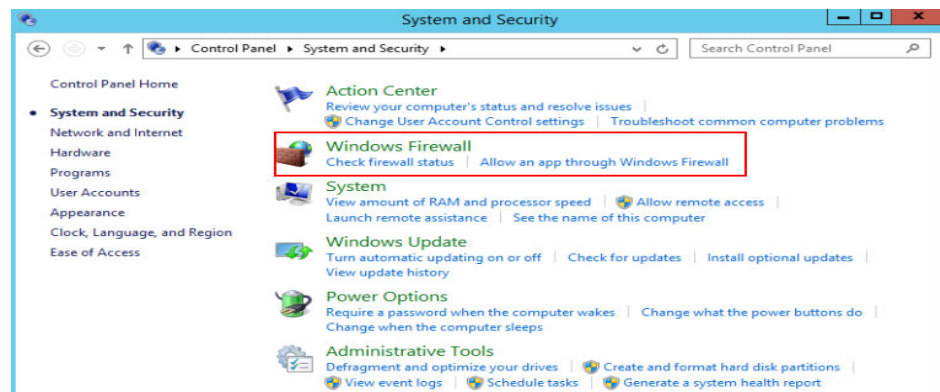 System and Security
Control Panel System and Security Search Control Panel
Control Panel Home
System and Security
Network and Internet
Hardware
Programs
User Accounts
Appearance
Clock, Language, and Region
Ease of Access
Action Center
Review your computer's status and resolve issues
Change User Account Control settings Troubleshoot common computer problems
Windows Firewall
Check firewall status Allow an app through Windows Firewall
System
View amount of RAM and processor speed Allow remote access
Launch remote assistance See the name of this computer
Windows Update
Turn automatic updating on or off Check for updates Install optional updates
View update history
Power Options
Require a password when the computer wakes Change what the power buttons do
Change when the computer sleeps
Administrative Tools
Defragment and optimize your drives Create and format hard disk partitions
View event logs Schedule tasks Generate a system health report